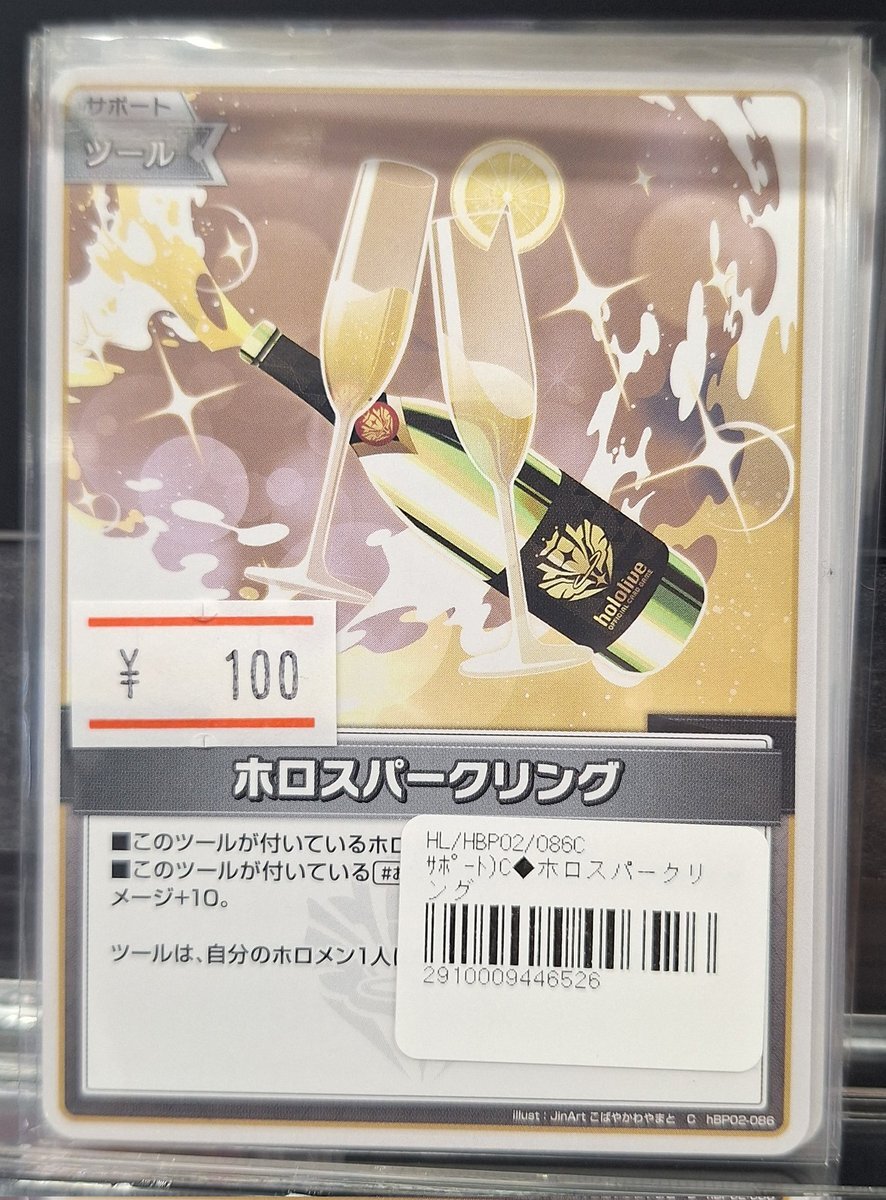 サポート
ツール
hololive
OFFICIAL CARD GAME
¥ 100
ホロスパークリング
■このツールが付いているホロ
■このツールが付いている
メージ+10。
ツールは、自分のホロメン1人
HL/HBP02/086C
ｻﾎﾟｰﾄ)C◆ホロスパークリ
ング
2910009446526
illust：JinArt こばやかわやまと C hBP02-086